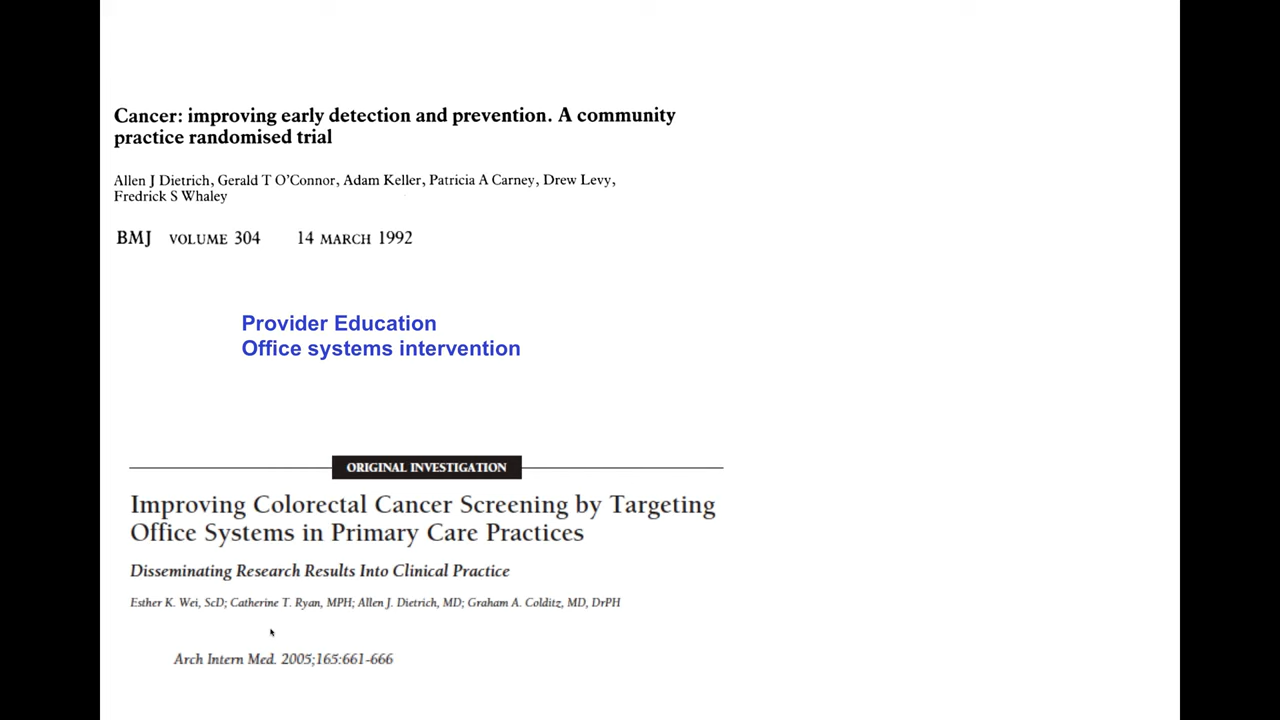 Cancer: improving early detection and prevention. A community
practice randomised trial
Allen J Dietrich, Gerald T O'Connor, Adam Keller, Patricia A Carney, Drew Levy,
Fredrick S Whaley
BMJ VOLUME 304 14 MARCH 1992
Provider Education
Office systems intervention
ORIGINAL INVESTIGATION
Improving Colorectal Cancer Screening by Targeting
Office Systems in Primary Care Practices
Disseminating Research Results Into Clinical Practice
Esther K. Wei, ScD; Catherine T. Ryan, MPH; Allen J. Dietrich, MD; Graham A. Colditz, MD, DrPH
Arch Intern Med. 2005;165:661-666